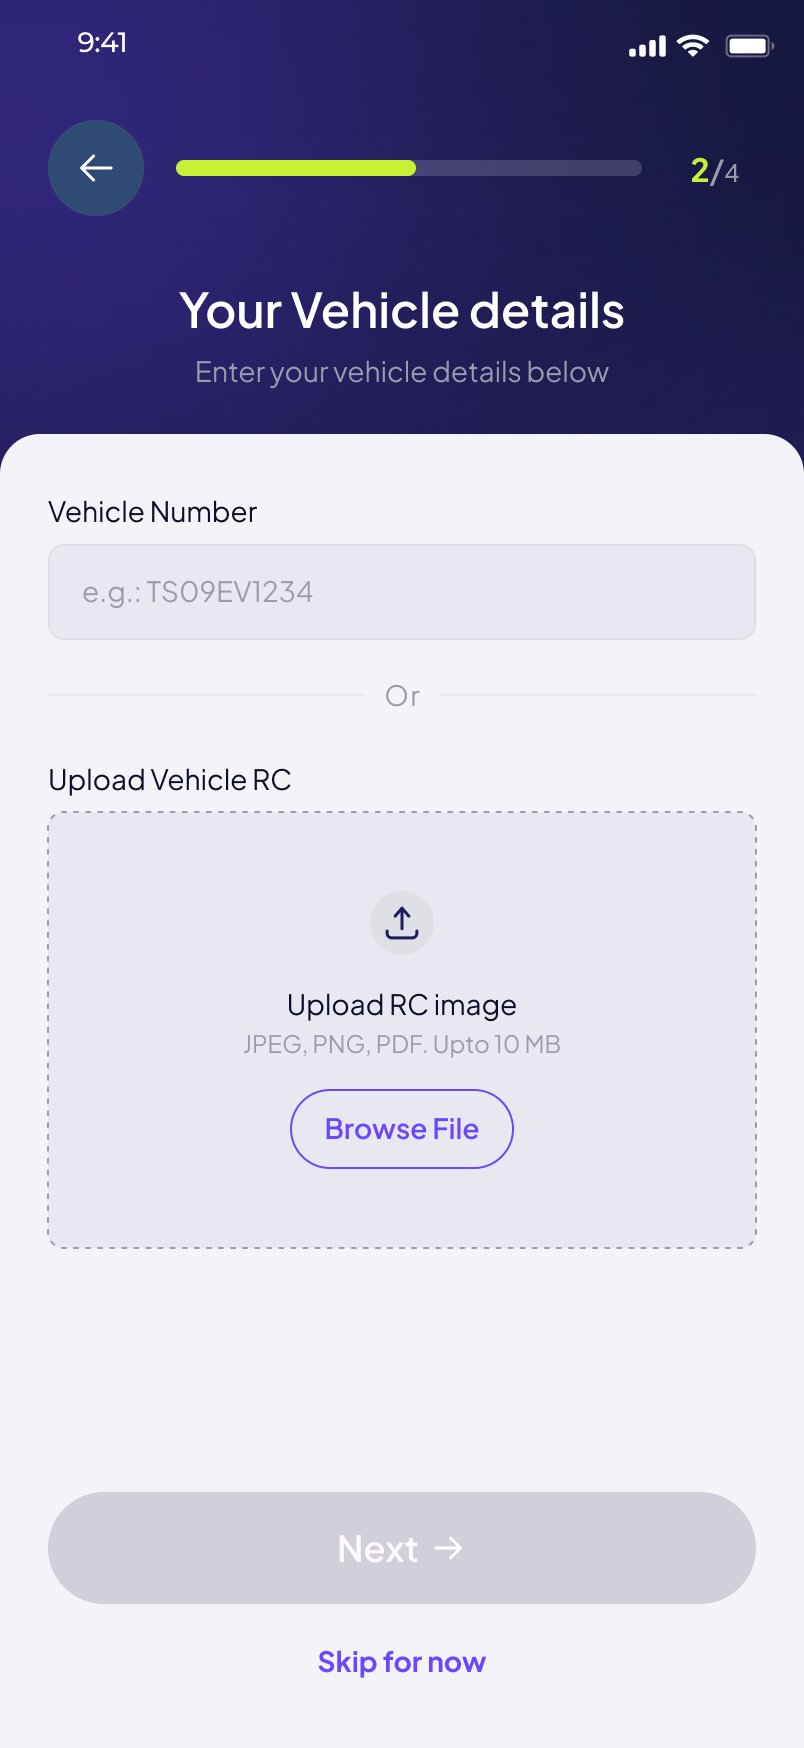 9:41
2/4
Your Vehicle details
Enter your vehicle details below
Vehicle Number
e.g.: TS09EV1234
Or
Upload Vehicle RC
Upload RC image
JPEG, PNG, PDF. Upto 10 MB
Browse File
Next →
Skip for now